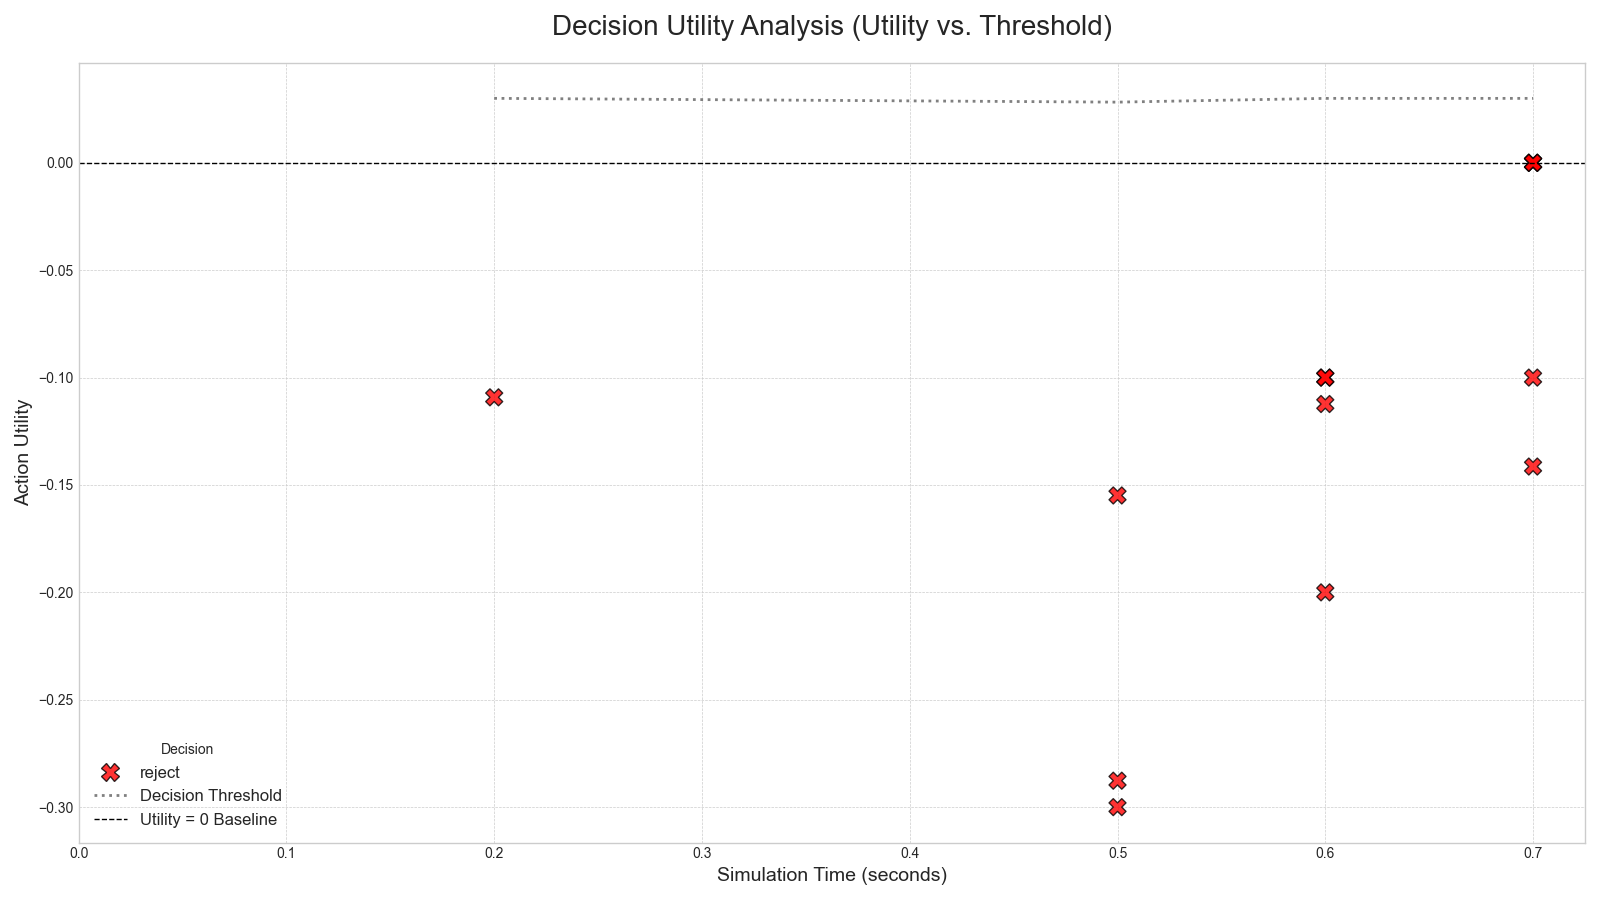 Decision Utility Analysis (Utility vs. Threshold)
Action Utility
0.00
−0.05
−0.10
−0.15
−0.20
−0.25
−0.30
Decision
reject
Decision Threshold
Utility = 0 Baseline
0.0 0.1 0.2 0.3 0.4 0.5 0.6 0.7
Simulation Time (seconds)